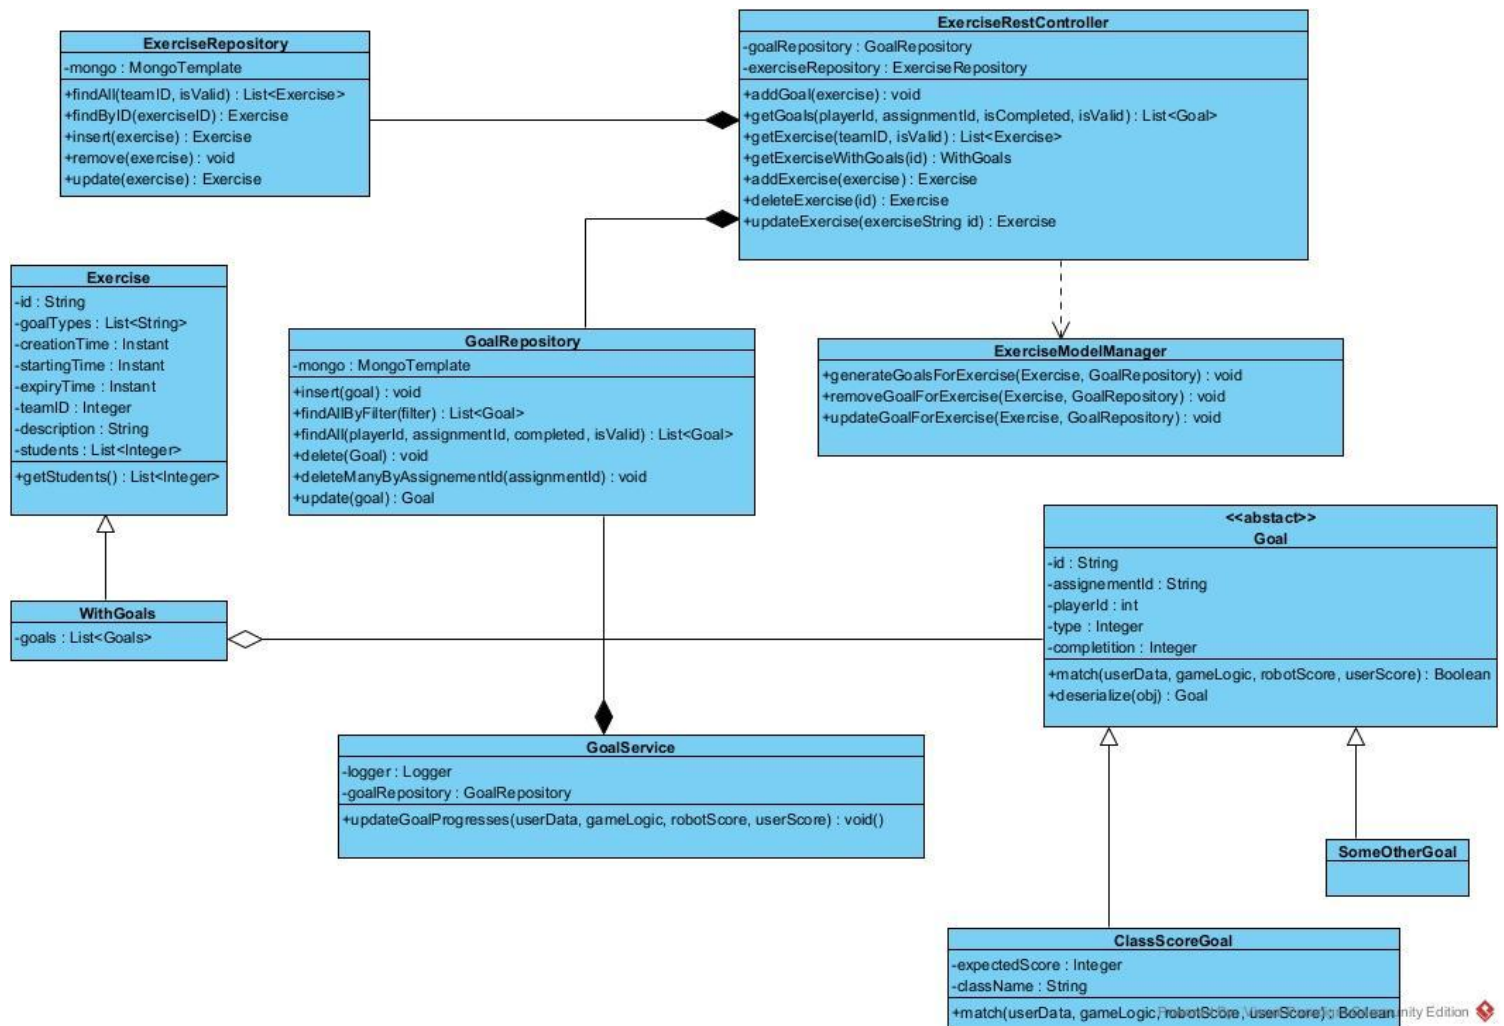 ExerciseRepository
-mongo : MongoTemplate
+findAll(teamID, isValid) : List<Exercise>
+findByID(exerciseID) : Exercise
+insert(exercise) : Exercise
+remove(exercise) : void
+update(exercise) : Exercise
ExerciseRestController
-goalRepository : GoalRepository
-exerciseRepository : ExerciseRepository
+addGoal(exercise) : void
+getGoals(playerId, assignmentId, isCompleted, isValid) : List<Goal>
+getExercise(teamID, isValid) : List<Exercise>
+getExerciseWithGoals(id) : WithGoals
+addExercise(exercise) : Exercise
+deleteExercise(id) : Exercise
+updateExercise(exerciseString id) : Exercise
Exercise
-id : String
-goalTypes : List<String>
-creationTime : Instant
-startingTime : Instant
-expiryTime : Instant
-teamID : Integer
-description : String
-students : List<Integer>
+getStudents() : List<Integer>
GoalRepository
-mongo : MongoTemplate
+insert(goal) : void
+findAllByFilter(filter) : List<Goal>
+findAll(playerId, assignmentId, completed, isValid) : List<Goal>
+delete(Goal) : void
+deleteManyByAssignementId(assignmentId) : void
+update(goal) : Goal
ExerciseModelManager
+generateGoalsForExercise(Exercise, GoalRepository) : void
+removeGoalForExercise(Exercise, GoalRepository) : void
+updateGoalForExercise(Exercise, GoalRepository) : void
WithGoals
-goals : List<Goals>
<<abstact>>
Goal
-id : String
-assignementId : String
-playerId : int
-type : Integer
-completition : Integer
+match(userData, gameLogic, robotScore, userScore) : Boolean
+deserialize(obj) : Goal
GoalService
-logger : Logger
-goalRepository : GoalRepository
+updateGoalProgresses(userData, gameLogic, robotScore, userScore) : void()
SomeOtherGoal
ClassScoreGoal
-expectedScore : Integer
-className : String
+match(userData, gameLogic, robotScore, userScore) : Boolean
Edition